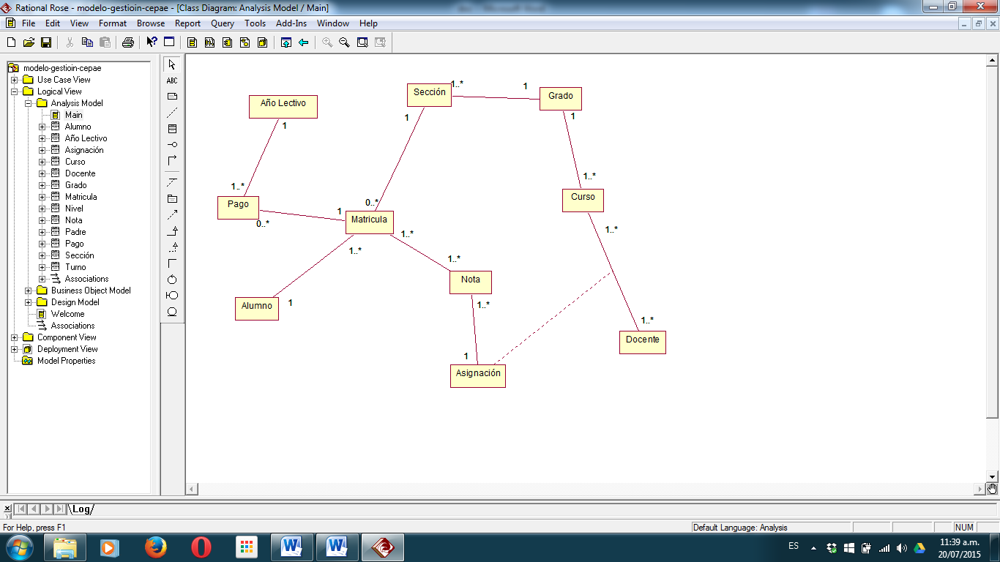 Rational Rose - modelo-gestioin-cepae - [Class Diagram: Analysis Model / Main]
File Edit View Format Browse Report Query Tools Add-Ins Window Help
modelo-gestioin-cepae
Use Case View
Logical View
Analysis Model
Main
Alumno
Año Lectivo
Asignación
Curso
Docente
Grado
Matricula
Nivel
Nota
Padre
Pago
Sección
Turno
Associations
Business Object Model
Design Model
Welcome
Associations
Component View
Deployment View
Model Properties
ABC
Sección
1..*
1
Grado
Año Lectivo
1
1
1
1..*
1..*
Pago
0..*
1
0..*
Matricula
Curso
1..*
1..*
1..*
1..*
Nota
1..*
Alumno
1
1..*
Docente
1
Asignación
Log
For Help, press F1
Default Language: Analysis
NUM
ES
11:39 a.m.
20/07/2015